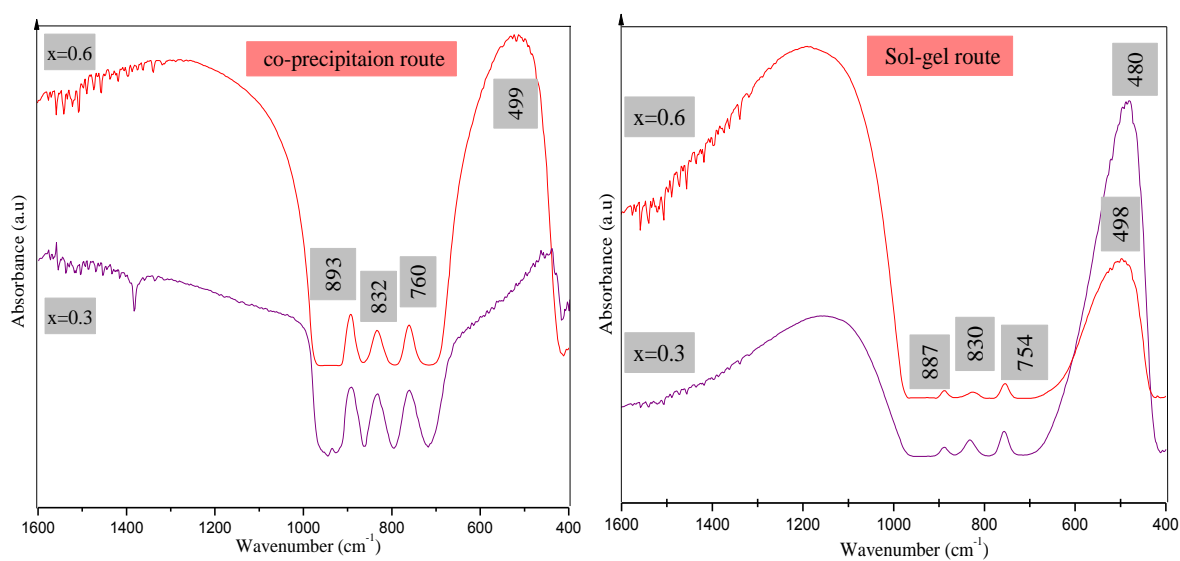 co-precipitaion route
x=0.6
x=0.3
893
832
760
499
Absorbance (a.u)
1600
1400
1200
1000
800
600
400
Wavenumber (cm-1)
Sol-gel route
x=0.6
x=0.3
887
830
754
480
498
Absorbance (a.u)
1600
1400
1200
1000
800
600
400
Wavenumber (cm-1)